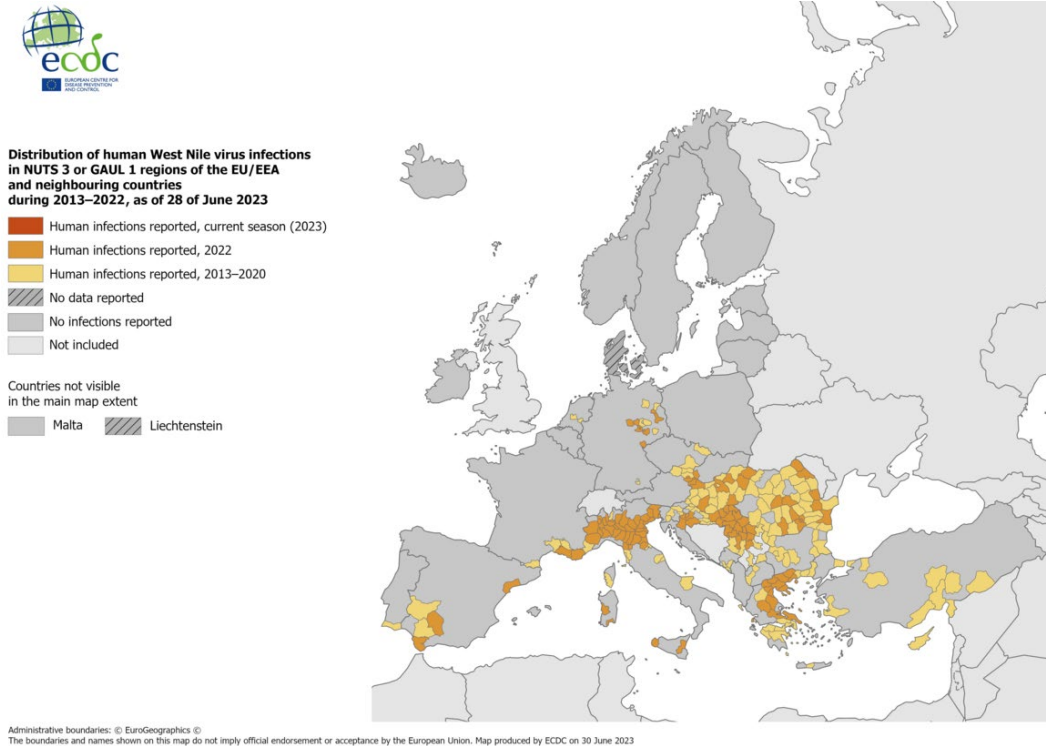 ecdc
EUROPEAN CENTRE FOR
DISEASE PREVENTION
AND CONTROL
Distribution of human West Nile virus infections
in NUTS 3 or GAUL 1 regions of the EU/EEA
and neighbouring countries
during 2013–2022, as of 28 of June 2023
Human infections reported, current season (2023)
Human infections reported, 2022
Human infections reported, 2013–2020
No data reported
No infections reported
Not included
Countries not visible
in the main map extent
Malta Liechtenstein
Administrative boundaries: © EuroGeographics ©
The boundaries and names shown on this map do not imply official endorsement or acceptance by the European Union. Map produced by ECDC on 30 June 2023